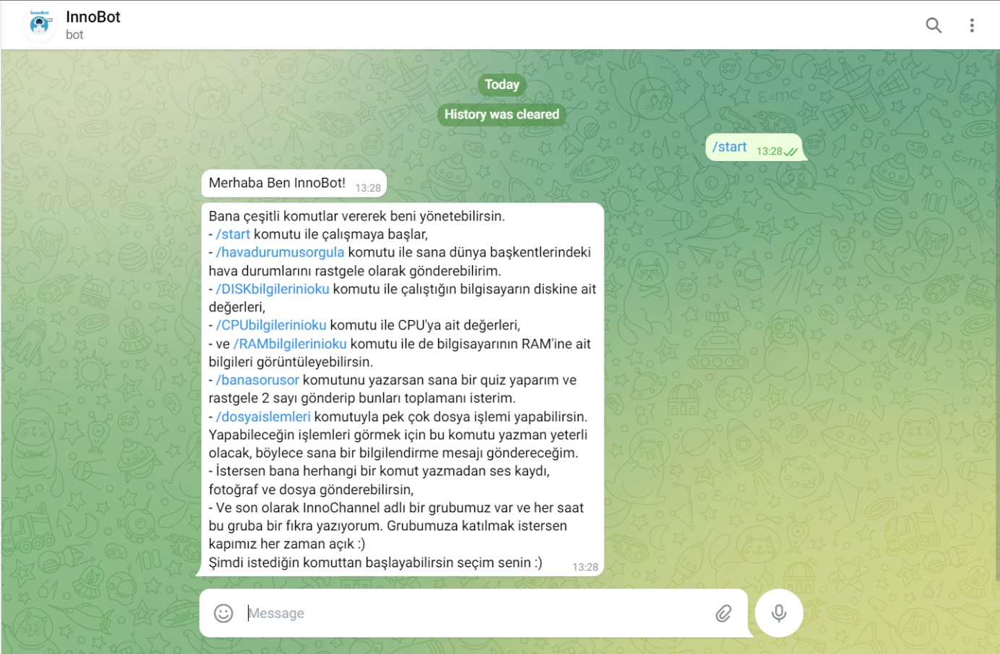 InnoBot
InnoBot
bot
Today
History was cleared
/start 13:28
Merhaba Ben InnoBot! 13:28
Bana çeşitli komutlar vererek beni yönetebilirsin.
- /start komutu ile çalışmaya başlar,
- /havadurumusorgula komutu ile sana dünya başkentlerindeki
hava durumlarını rastgele olarak gönderebilirim.
- /DISKbilgilerinioku komutu ile çalıştığın bilgisayarın diskine ait
değerleri,
- /CPUbilgilerinioku komutu ile CPU'ya ait değerleri,
- ve /RAMbilgilerinioku komutu ile de bilgisayarının RAM'ine ait
bilgileri görüntüleyebilirsin.
- /banasorusor komutunu yazarsan sana bir quiz yaparım ve
rastgele 2 sayı gönderip bunları toplamanı isterim.
- /dosyaislemleri komutuyla pek çok dosya işlemi yapabilirsin.
Yapabileceğin işlemleri görmek için bu komutu yazman yeterli
olacak, böylece sana bir bilgilendirme mesajı göndereceğim.
- İstersen bana herhangi bir komut yazmadan ses kaydı,
fotoğraf ve dosya gönderebilirsin,
- Ve son olarak InnoChannel adlı bir grubumuz var ve her saat
bu gruba bir fıkra yazıyorum. Grubumuza katılmak istersen
kapımız her zaman açık :)
Şimdi istediğin komuttan başlayabilirsin seçim senin :) 13:28
Message